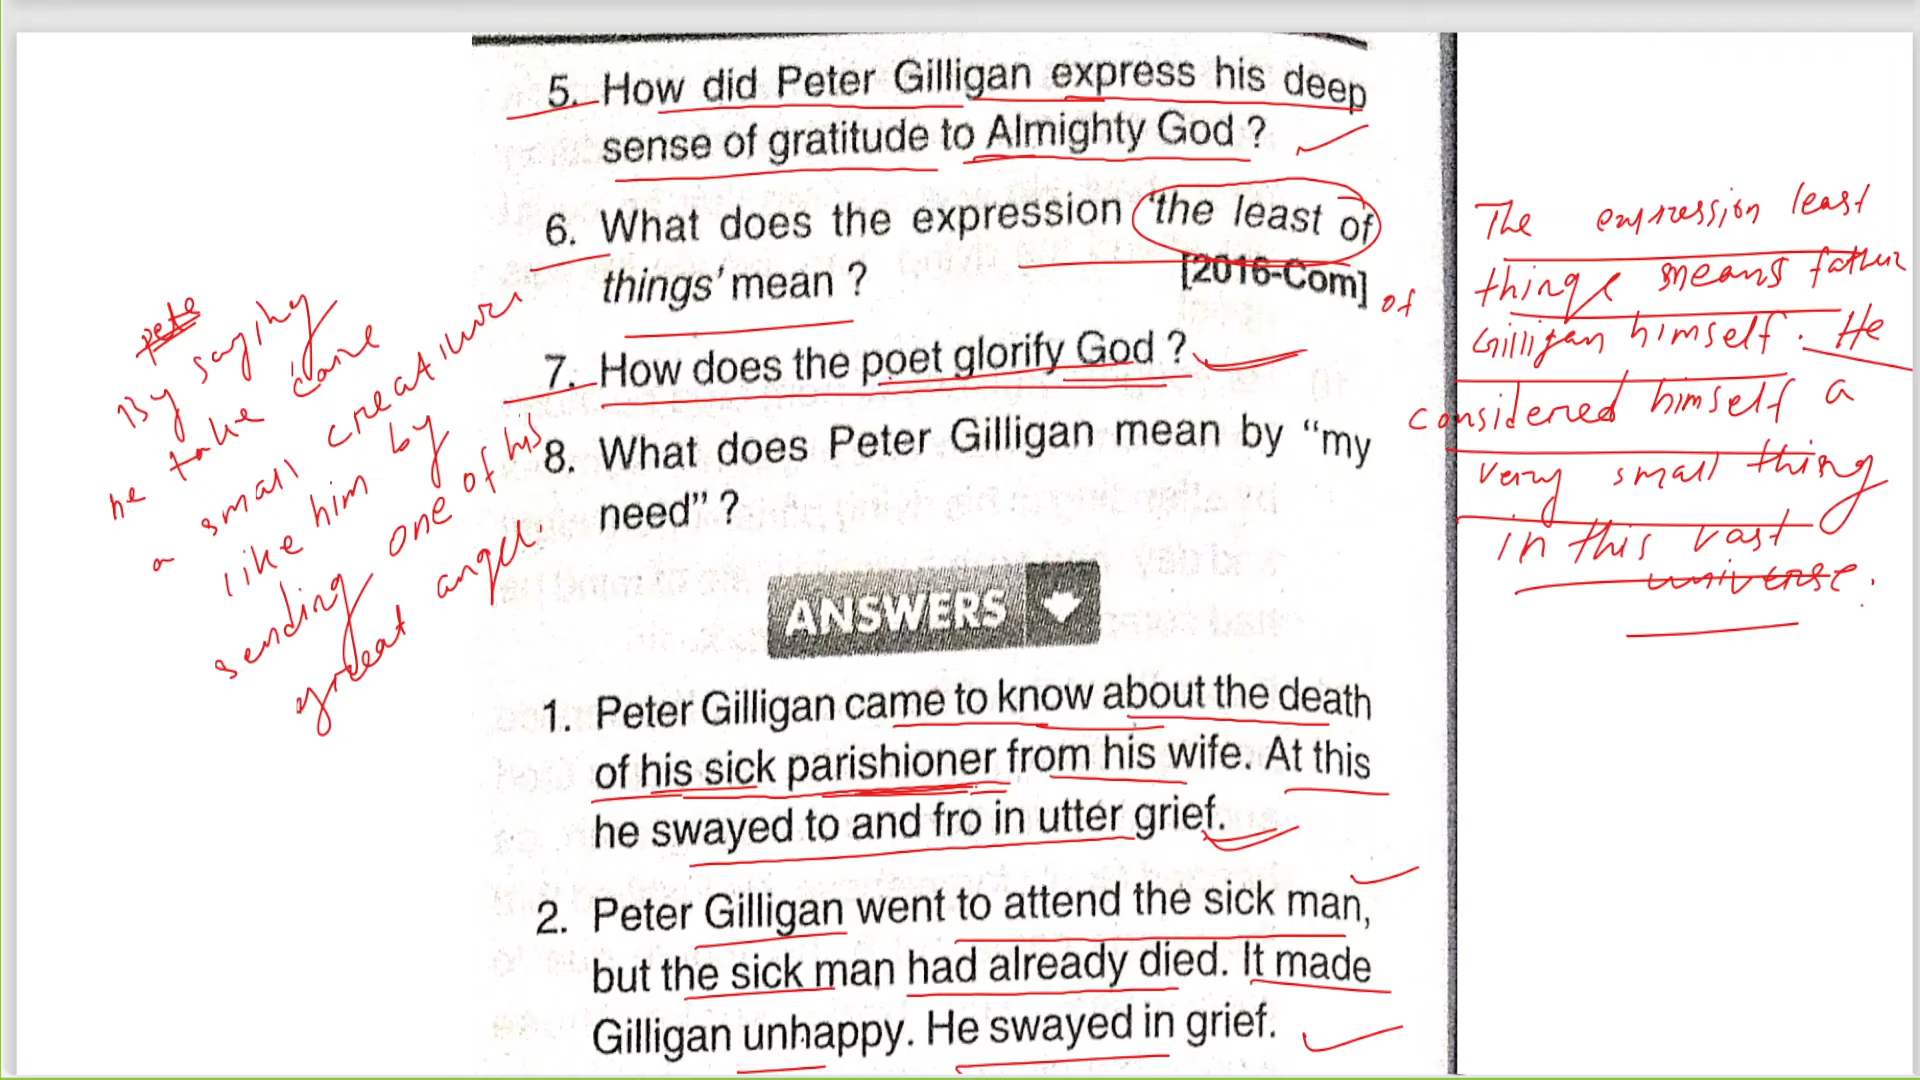 5. How did Peter Gilligan express his deep
sense of gratitude to Almighty God ?
6. What does the expression 'the least of
things' mean ? [2016-Com]
7. How does the poet glorify God ?
8. What does Peter Gilligan mean by “my
need” ?
ANSWERS
1. Peter Gilligan came to know about the death
of his sick parishioner from his wife. At this
he swayed to and fro in utter grief.
2. Peter Gilligan went to attend the sick man,
but the sick man had already died. It made
Gilligan unhappy. He swayed in grief.
By saying
he take care
a small creature
like him by
sending one of his
great angel.
The expression least
of things means father
Gilligan himself. He
considered himself a
very small thing
in this vast
universe.